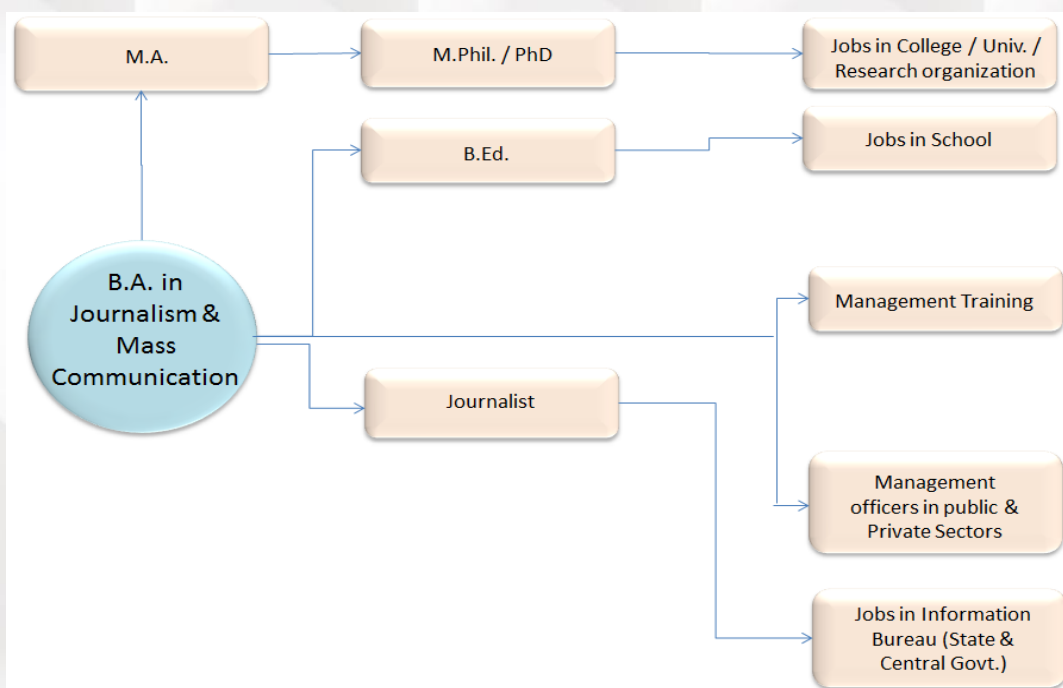 M.A.
M.Phil. / PhD
Jobs in College / Univ. /
Research organization
B.Ed.
Jobs in School
B.A. in
Journalism &
Mass
Communication
Management Training
Journalist
Management
officers in public &
Private Sectors
Jobs in Information
Bureau (State &
Central Govt.)